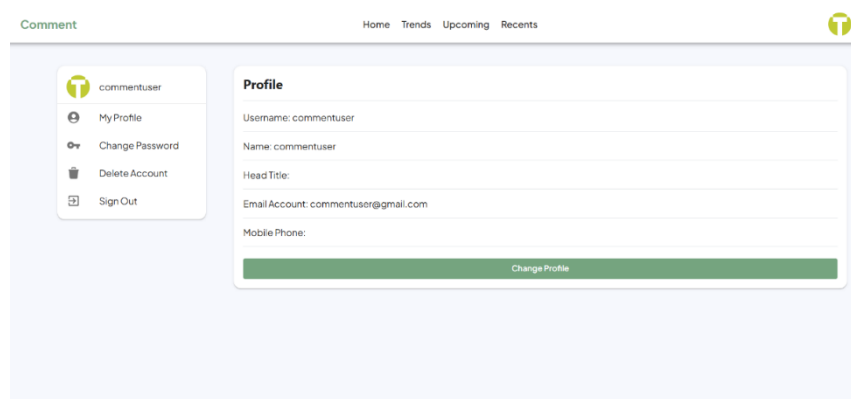 Comment
Home Trends Upcoming Recents
commentuser
My Profile
Change Password
Delete Account
Sign Out
Profile
Username: commentuser
Name: commentuser
Head Title:
Email Account: commentuser@gmail.com
Mobile Phone:
Change Profile